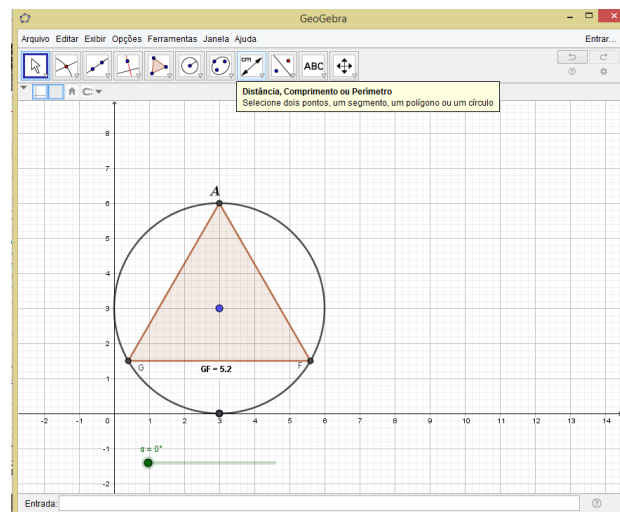 GeoGebra
Arquivo Editar Exibir Opções Ferramentas Janela Ajuda
Entrar...
cm
ABC
Distância, Comprimento ou Perímetro
Selecione dois pontos, um segmento, um polígono ou um círculo
8
7
A
6
5
4
3
2
G
GF = 5.2
F
1
-2 -1 0 1 2 3 4 5 6 7 8 9 10 11 12 13 14
-1
α = 0°
-2
Entrada: